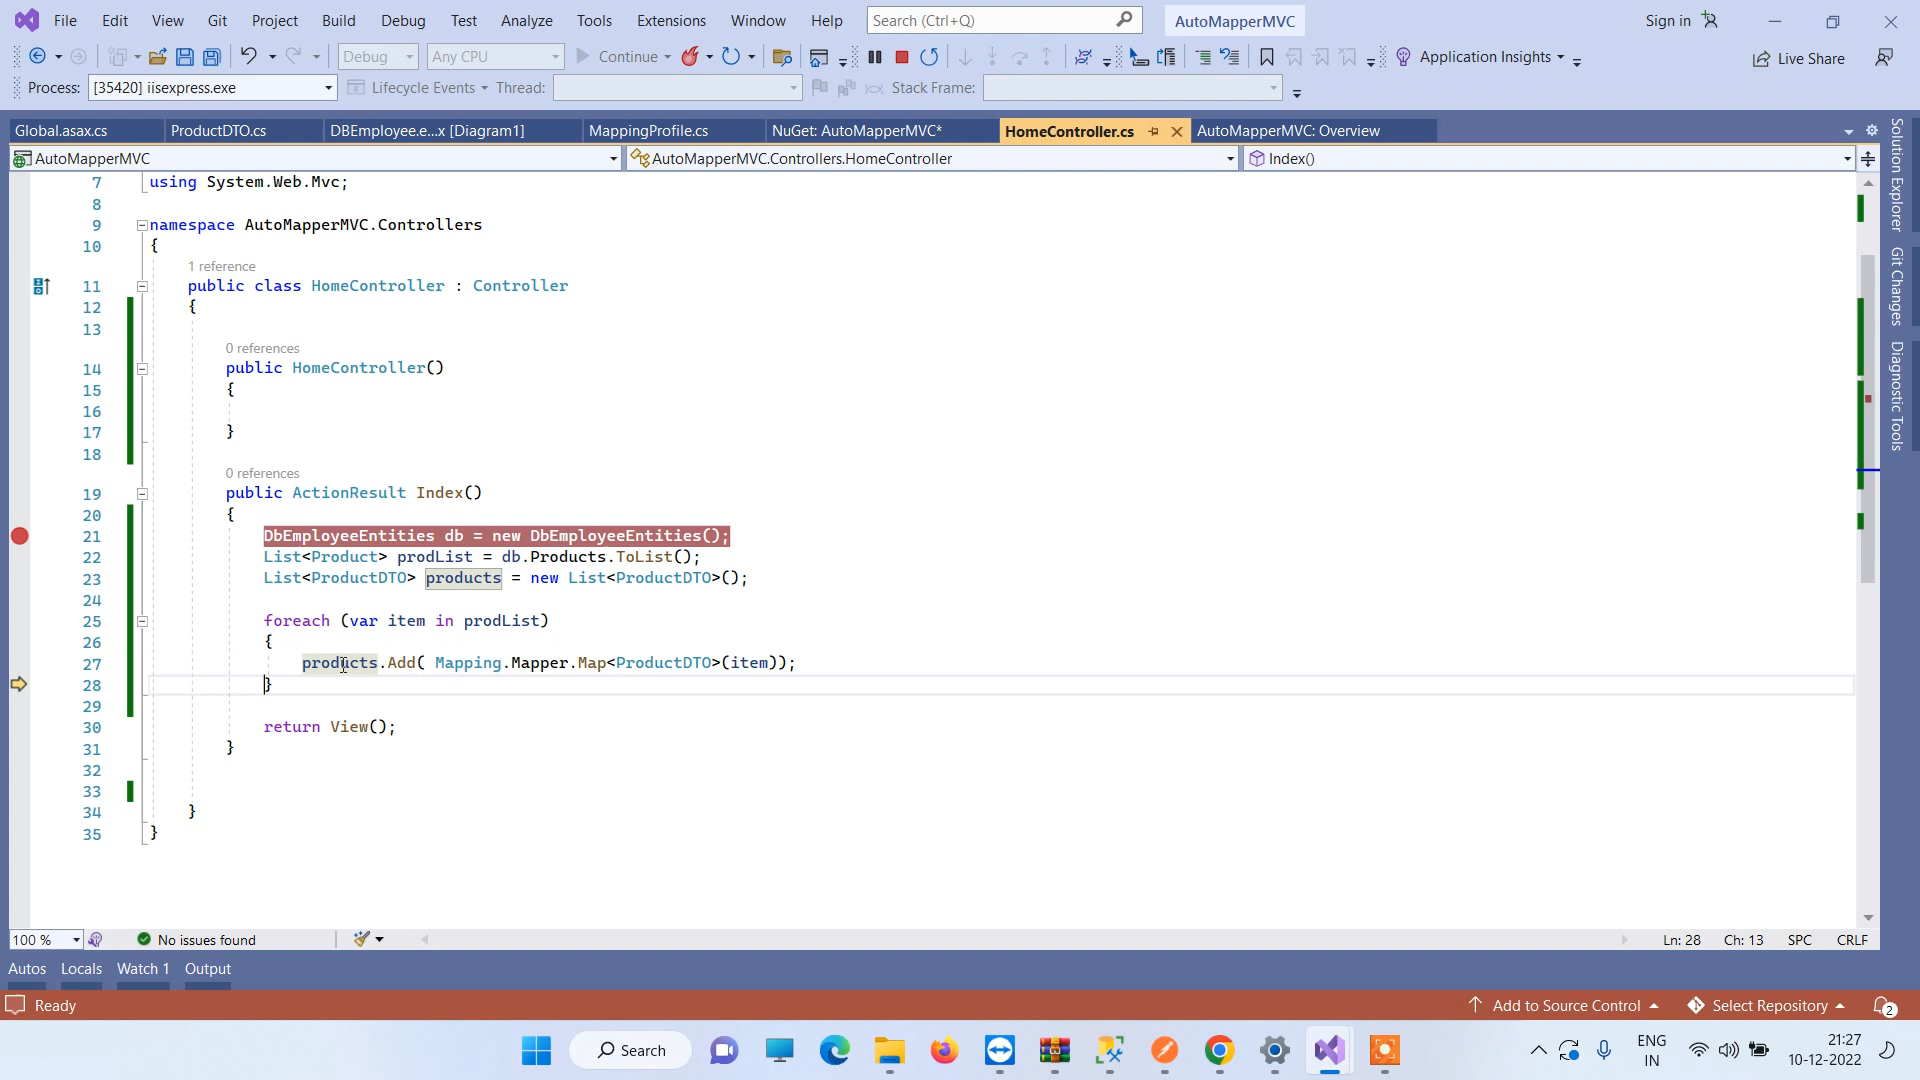 File Edit View Git Project Build Debug Test Analyze Tools Extensions Window Help Search (Ctrl+Q) AutoMapperMVC Sign in
Debug Any CPU Continue Application Insights Live Share
Process: [35420] iisexpress.exe Lifecycle Events Thread: Stack Frame:
Global.asax.cs ProductDTO.cs DBEmployee.e...x [Diagram1] MappingProfile.cs NuGet: AutoMapperMVC* HomeController.cs AutoMapperMVC: Overview
AutoMapperMVC AutoMapperMVC.Controllers.HomeController Index()
7 using System.Web.Mvc;
8
9 namespace AutoMapperMVC.Controllers
10 {
1 reference
11 public class HomeController : Controller
12 {
13
0 references
14 public HomeController()
15 {
16
17 }
18
0 references
19 public ActionResult Index()
20 {
21 DbEmployeeEntities db = new DbEmployeeEntities();
22 List<Product> prodList = db.Products.ToList();
23 List<ProductDTO> products = new List<ProductDTO>();
24
25 foreach (var item in prodList)
26 {
27 products.Add( Mapping.Mapper.Map<ProductDTO>(item));
28 }
29
30 return View();
31 }
32
33
34 }
35 }
Solution Explorer
Git Changes
Diagnostic Tools
100 % No issues found Ln: 28 Ch: 13 SPC CRLF
Autos Locals Watch 1 Output
Ready Add to Source Control Select Repository 2
Search ENG 21:27
IN 10-12-2022